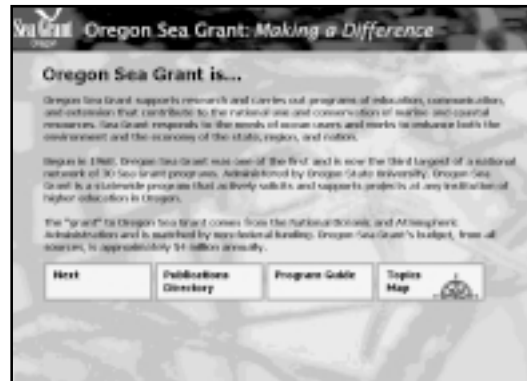 Sea Grant
Oregon
Oregon Sea Grant: Making a Difference
Oregon Sea Grant is...
Oregon Sea Grant supports research and carries out programs of education, communication,
and extension that contribute to the rational use and conservation of marine and coastal
resources. Sea Grant responds to the needs of ocean users and works to enhance both the
environment and the economy of the state, region, and nation.
Begun in 1968, Oregon Sea Grant was one of the first and is now the third largest of a national
network of 30 Sea Grant programs. Administered by Oregon State University, Oregon Sea
Grant is a statewide program that actively solicits and supports projects at any institution of
higher education in Oregon.
The "grant" to Oregon Sea Grant comes from the National Oceanic and Atmospheric
Administration and is matched by non-federal funding. Oregon Sea Grant's budget, from all
sources, is approximately $4 million annually.
Next
Publications
Directory
Program Guide
Topics
Map